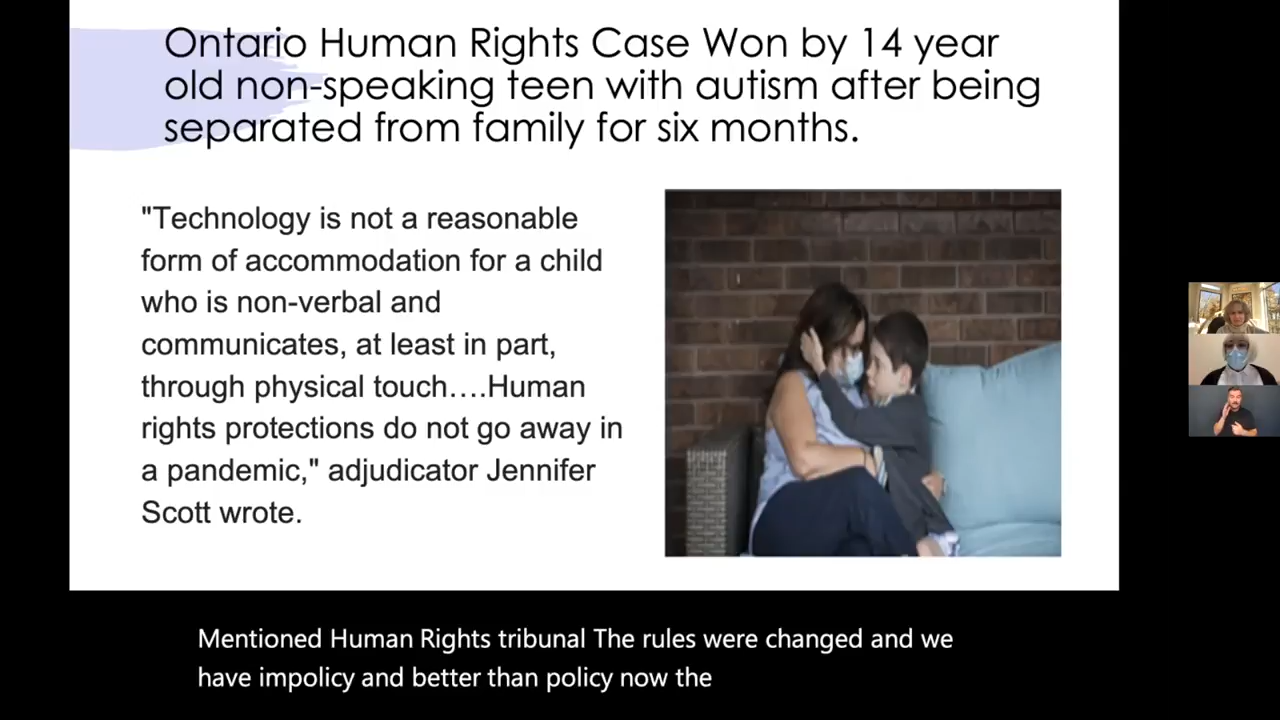 Ontario Human Rights Case Won by 14 year
old non-speaking teen with autism after being
separated from family for six months.
"Technology is not a reasonable
form of accommodation for a child
who is non-verbal and
communicates, at least in part,
through physical touch….Human
rights protections do not go away in
a pandemic," adjudicator Jennifer
Scott wrote.
Mentioned Human Rights tribunal The rules were changed and we
have impolicy and better than policy now the